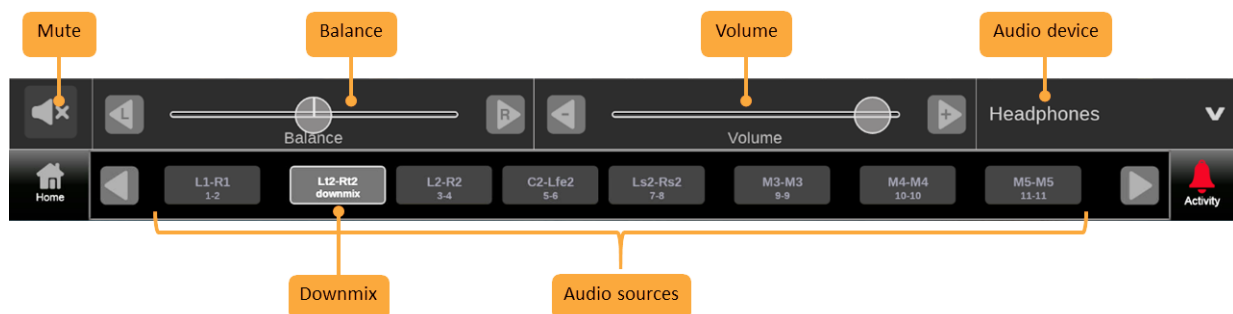 Mute
Balance
Volume
Audio device
L
R
-
+
Headphones
Balance
Volume
Home
L1-R1
1-2
Lt2-Rt2
downmix
L2-R2
3-4
C2-Lfe2
5-6
Ls2-Rs2
7-8
M3-M3
9-9
M4-M4
10-10
M5-M5
11-11
Activity
Downmix
Audio sources